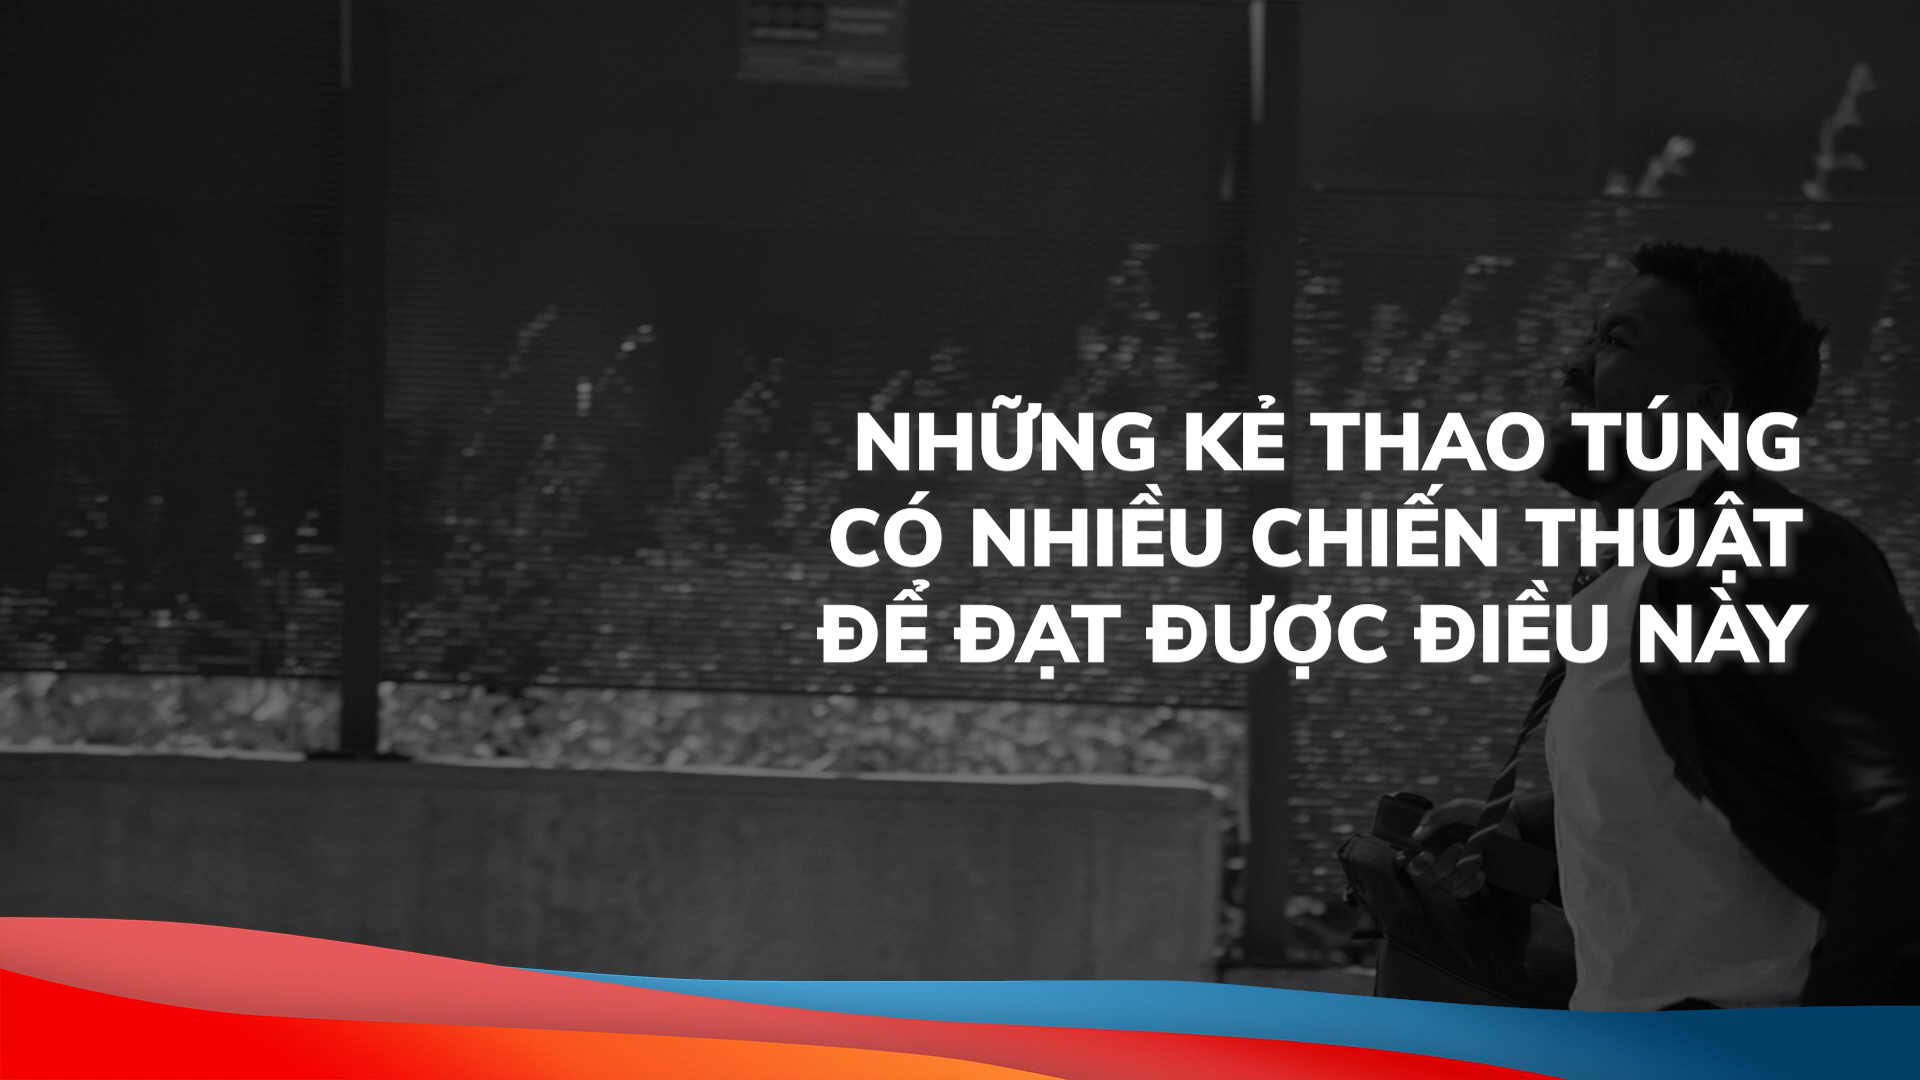 NHỮNG KẺ THAO TÚNG
CÓ NHIỀU CHIẾN THUẬT
ĐỂ ĐẠT ĐƯỢC ĐIỀU NÀY